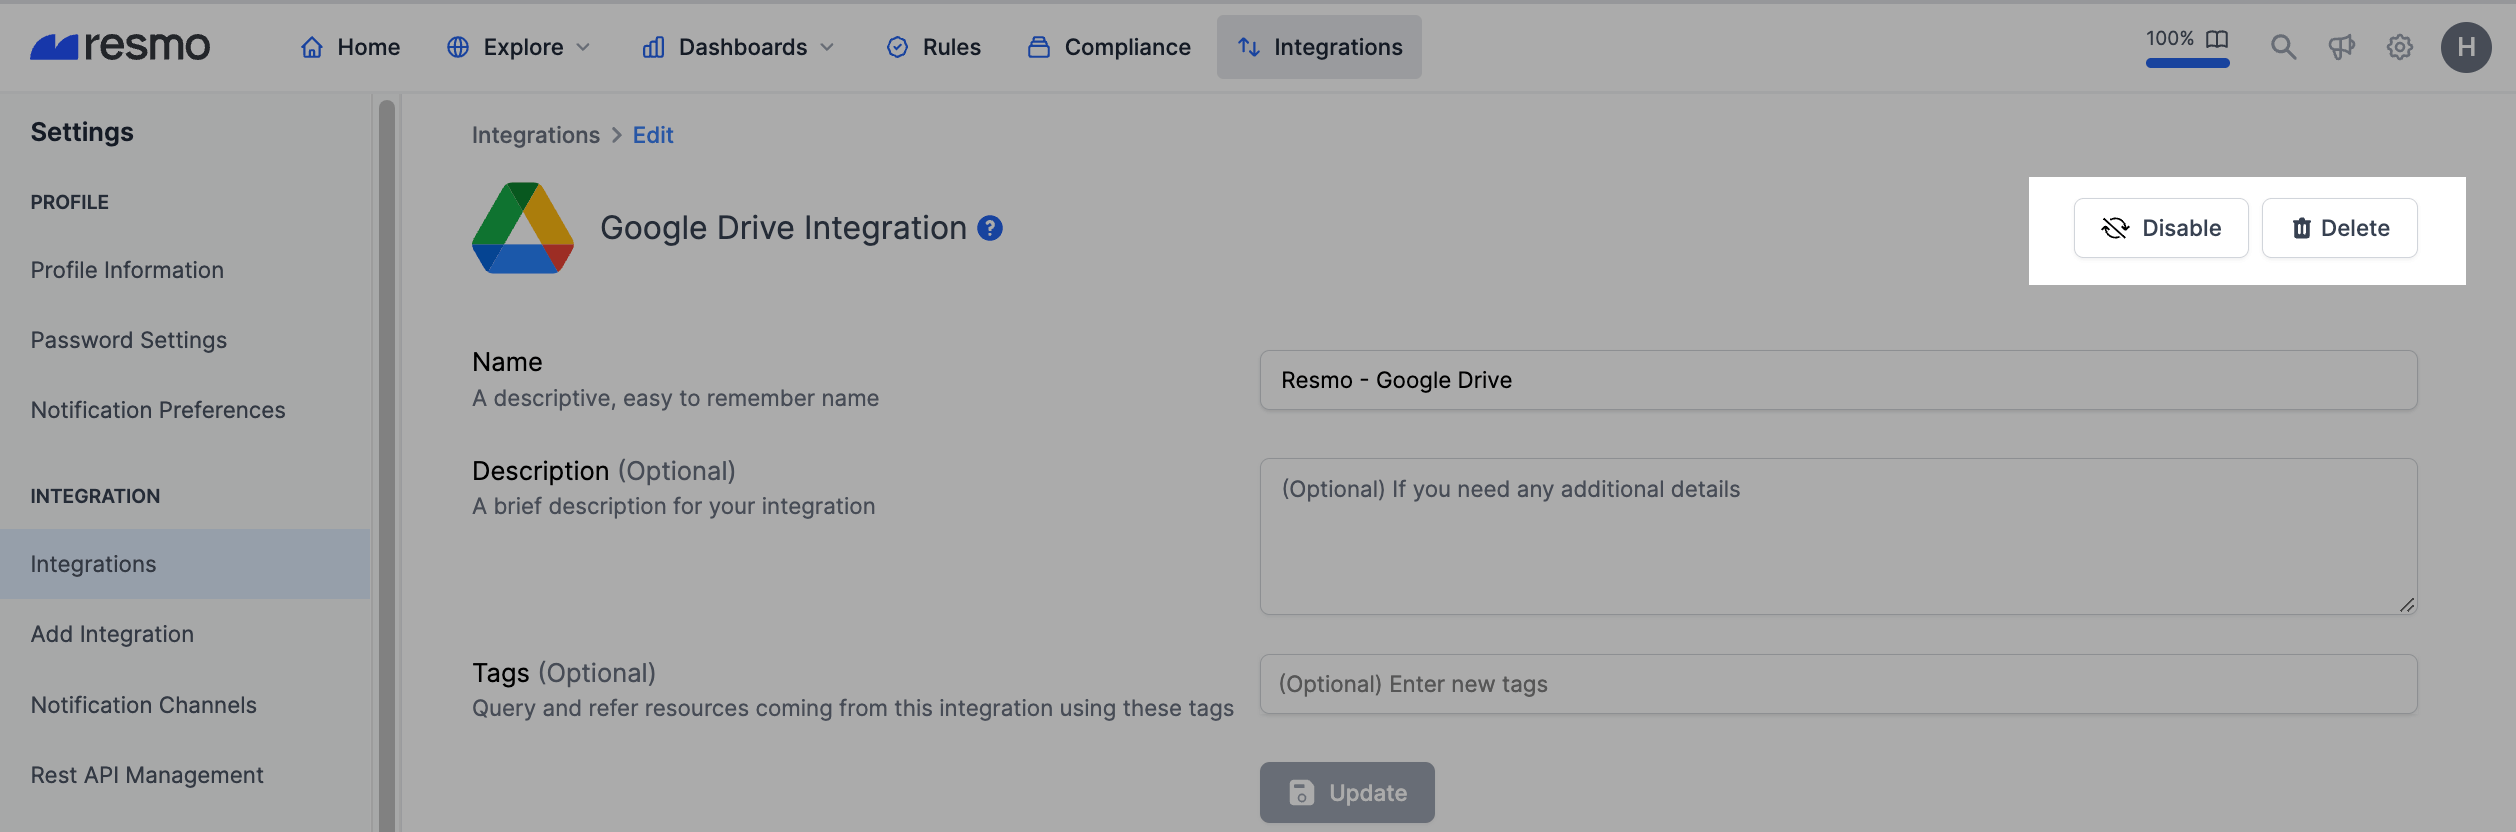 resmo
Home
Explore
Dashboards
Rules
Compliance
Integrations
100%
H
Settings
PROFILE
Profile Information
Password Settings
Notification Preferences
INTEGRATION
Integrations
Add Integration
Notification Channels
Rest API Management
Integrations > Edit
Google Drive Integration ?
Disable
Delete
Name
A descriptive, easy to remember name
Resmo - Google Drive
Description (Optional)
A brief description for your integration
(Optional) If you need any additional details
Tags (Optional)
Query and refer resources coming from this integration using these tags
(Optional) Enter new tags
Update